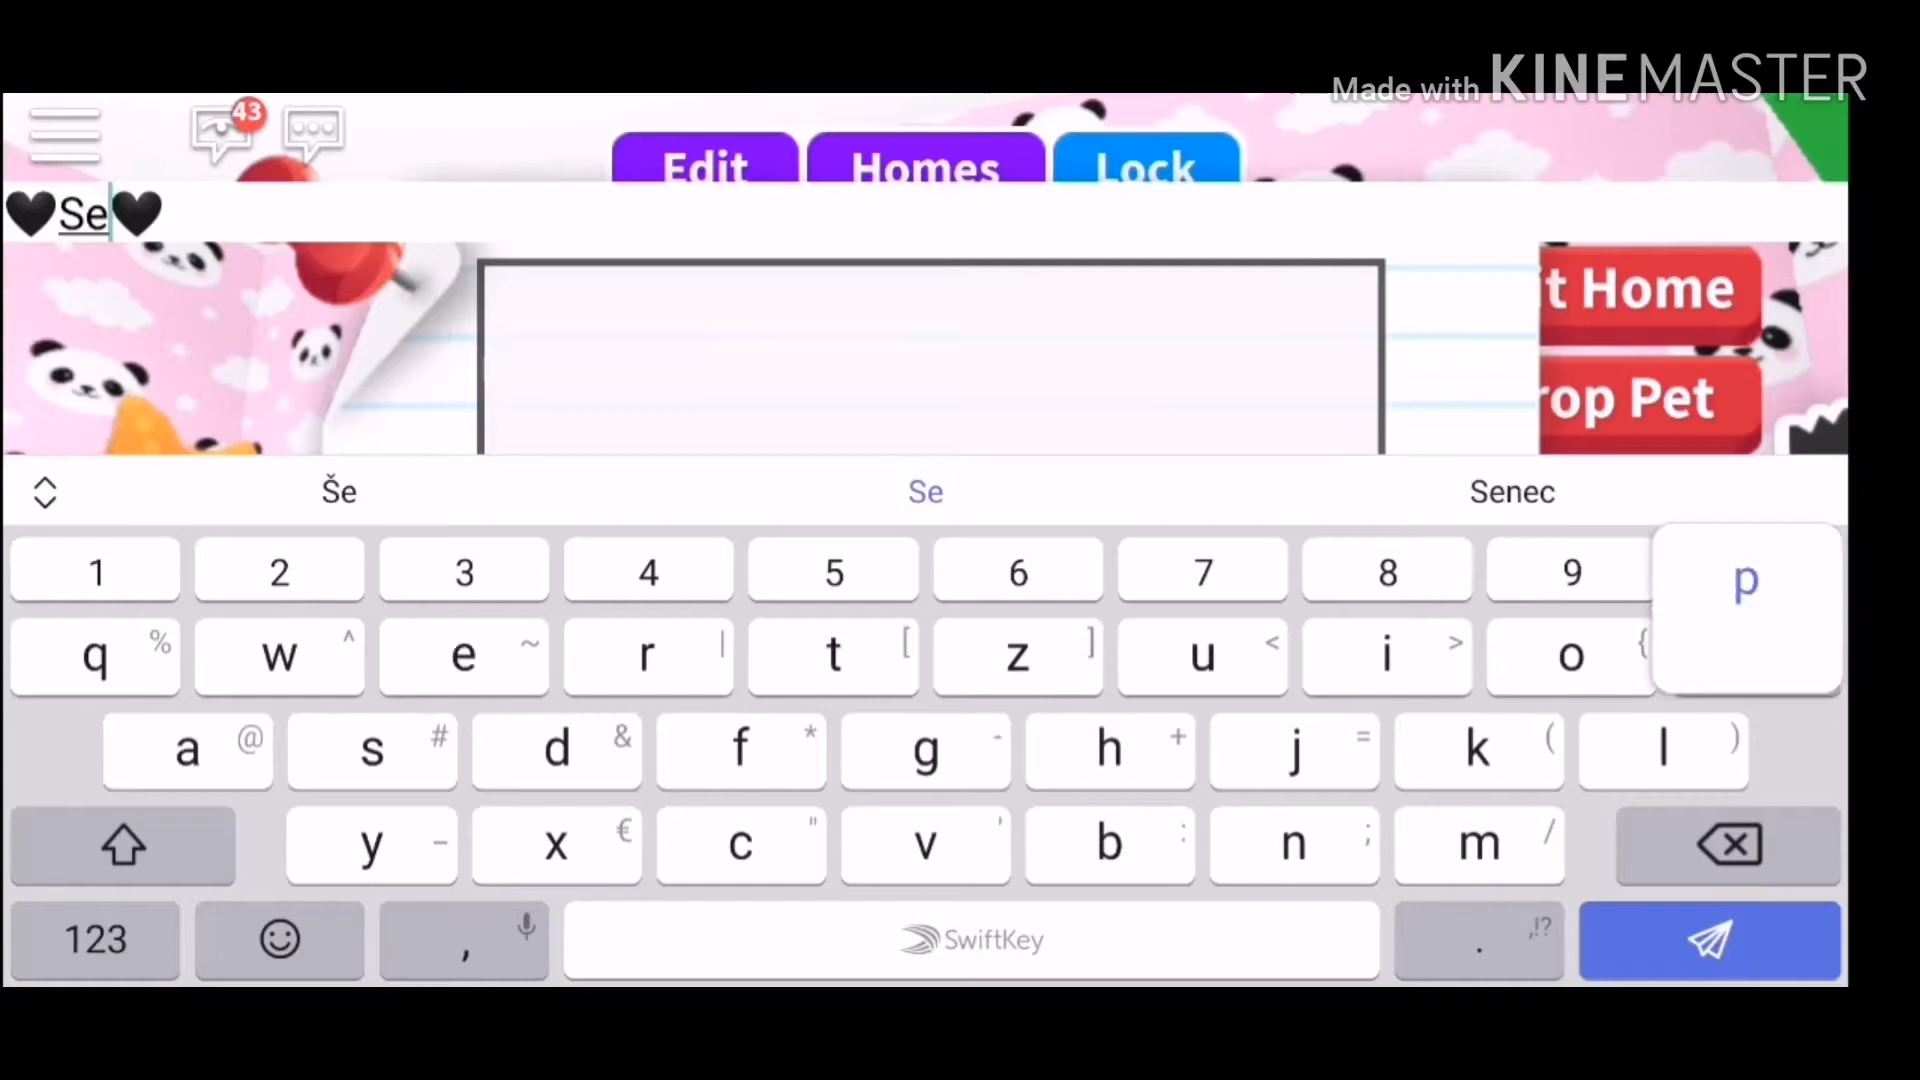 Made with KINEMASTER
43
Edit Homes Lock
🖤Se🖤
t Home
rop Pet
Še Se Senec
1 2 3 4 5 6 7 8 9 p
q % w ^ e ~ r | t [ z ] u < i > o {
a @ s # d & f * g - h + j = k ( l )
y _ x € c " v ' b : n ; m /
123 , SwiftKey . ,!?